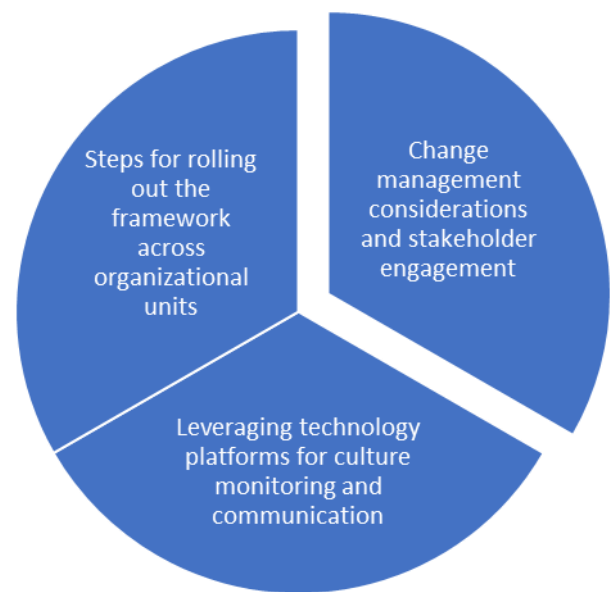 Steps for rolling
out the
framework
across
organizational
units
Change
management
considerations
and stakeholder
engagement
Leveraging technology
platforms for culture
monitoring and
communication